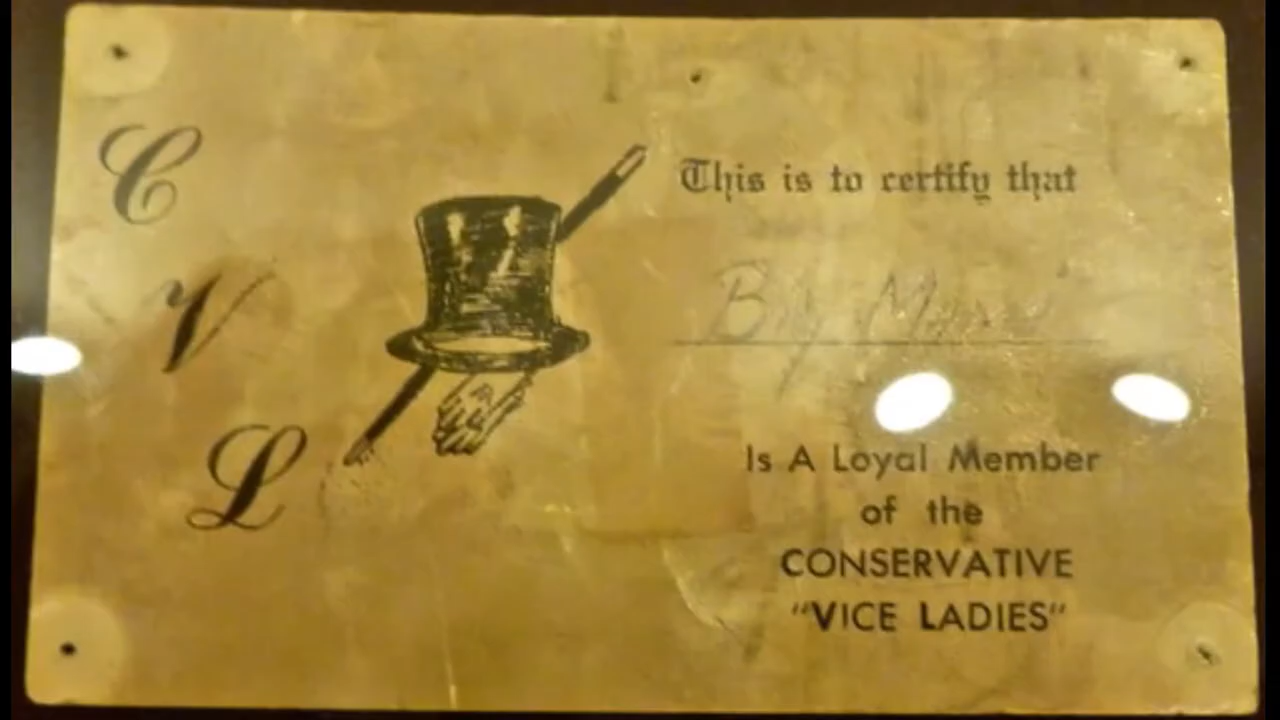 C
V
L
This is to certify that
Is A Loyal Member
of the
CONSERVATIVE
"VICE LADIES"